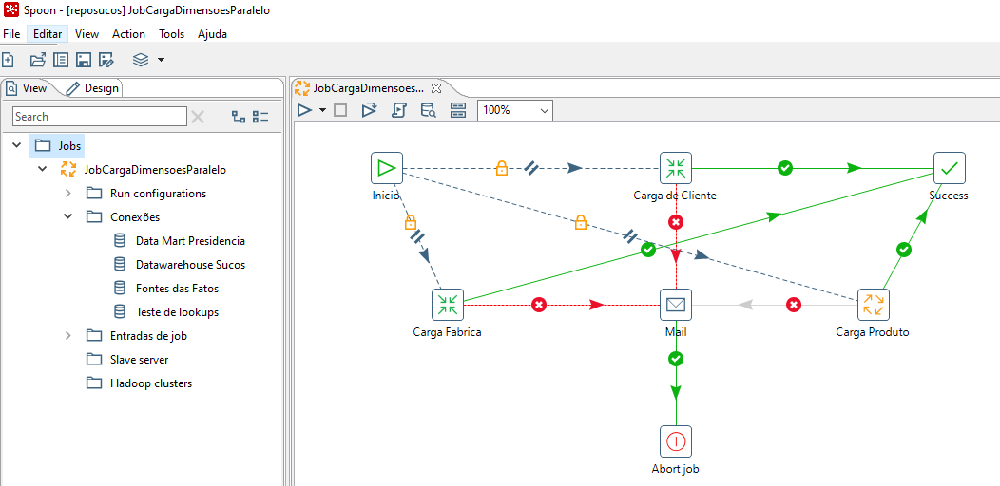 Spoon - [reposucos] JobCargaDimensoesParalelo
File Editar View Action Tools Ajuda
View Design
Search
Jobs
JobCargaDimensoesParalelo
Run configurations
Conexões
Data Mart Presidencia
Datawarehouse Sucos
Fontes das Fatos
Teste de lookups
Entradas de job
Slave server
Hadoop clusters
JobCargaDimensoes...
100%
Inicio
Carga de Cliente
Success
Carga Fabrica
Mail
Carga Produto
Abort job